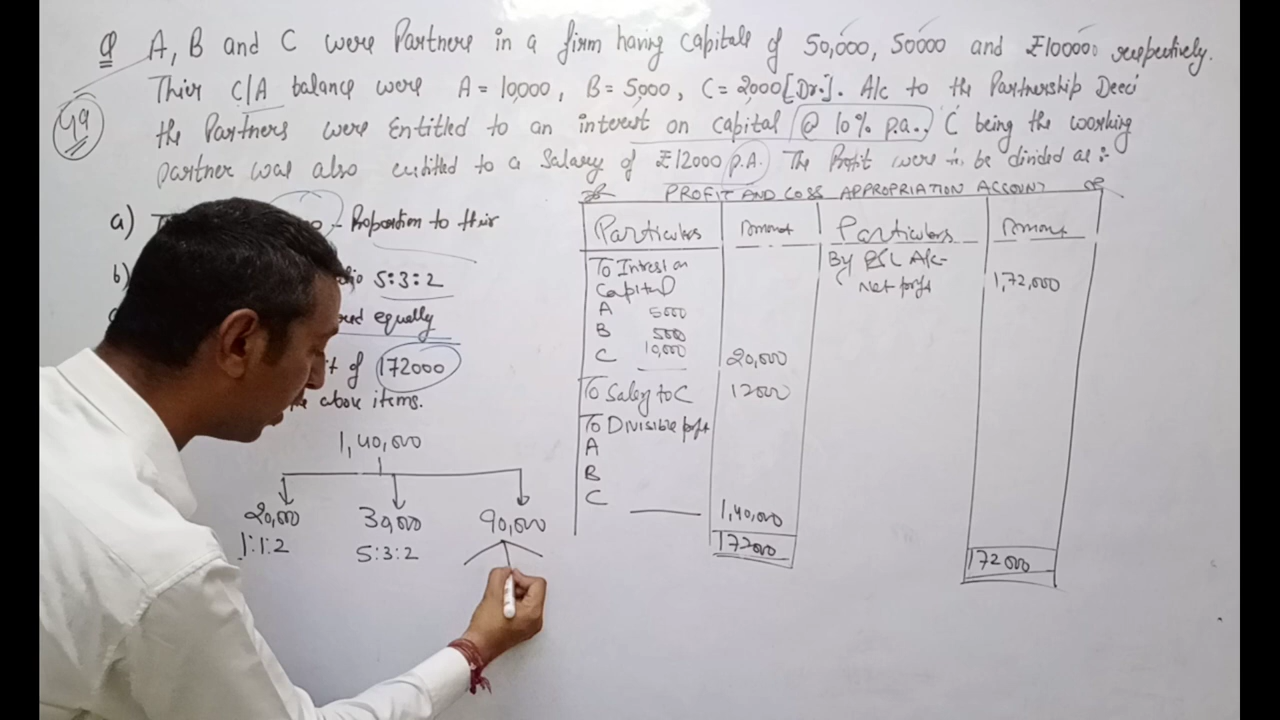 Q A, B and C were Partners in a firm having Capitals of 50,000, 50000 and ₹100000 respectively.
Thier C/A balance were A = 10,000, B = 5,000, C = 2000 [Dr.]. A/c to the Partnership Deed
49
the Partners were Entitled to an interest on Capital @ 10% p.a., C being the working
partner was also entitled to a Salary of ₹12000 p.a. The Profit were to be divided as :-
PROFIT AND LOSS APPROPRIATION ACCOUNT
a) Proportion to their
b) 5:3:2
equally
of 172000
above items.
1,40,000
20,000 30,000 90,000
1:1:2 5:3:2
Particulars Amount Particulars Amount
To Intrest on By P&L A/c-
Capital Net profit 1,72,000
A 5000
B 5000
C 10,000 20,000
To Salary to C 12000
To Divisible profit
A
B
C
1,40,000
172000 172000